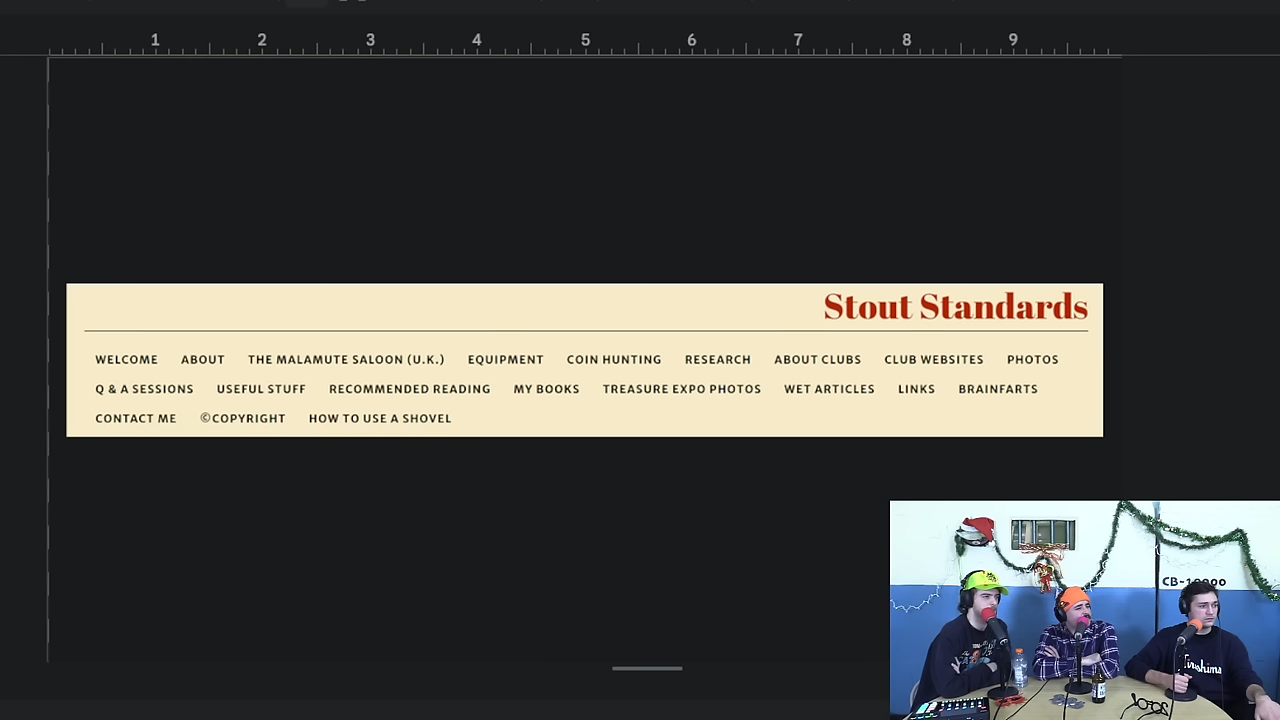 1 2 3 4 5 6 7 8 9
Stout Standards
WELCOME ABOUT THE MALAMUTE SALOON (U.K.) EQUIPMENT COIN HUNTING RESEARCH ABOUT CLUBS CLUB WEBSITES PHOTOS
Q & A SESSIONS USEFUL STUFF RECOMMENDED READING MY BOOKS TREASURE EXPO PHOTOS WET ARTICLES LINKS BRAINFARTS
CONTACT ME ©COPYRIGHT HOW TO USE A SHOVEL